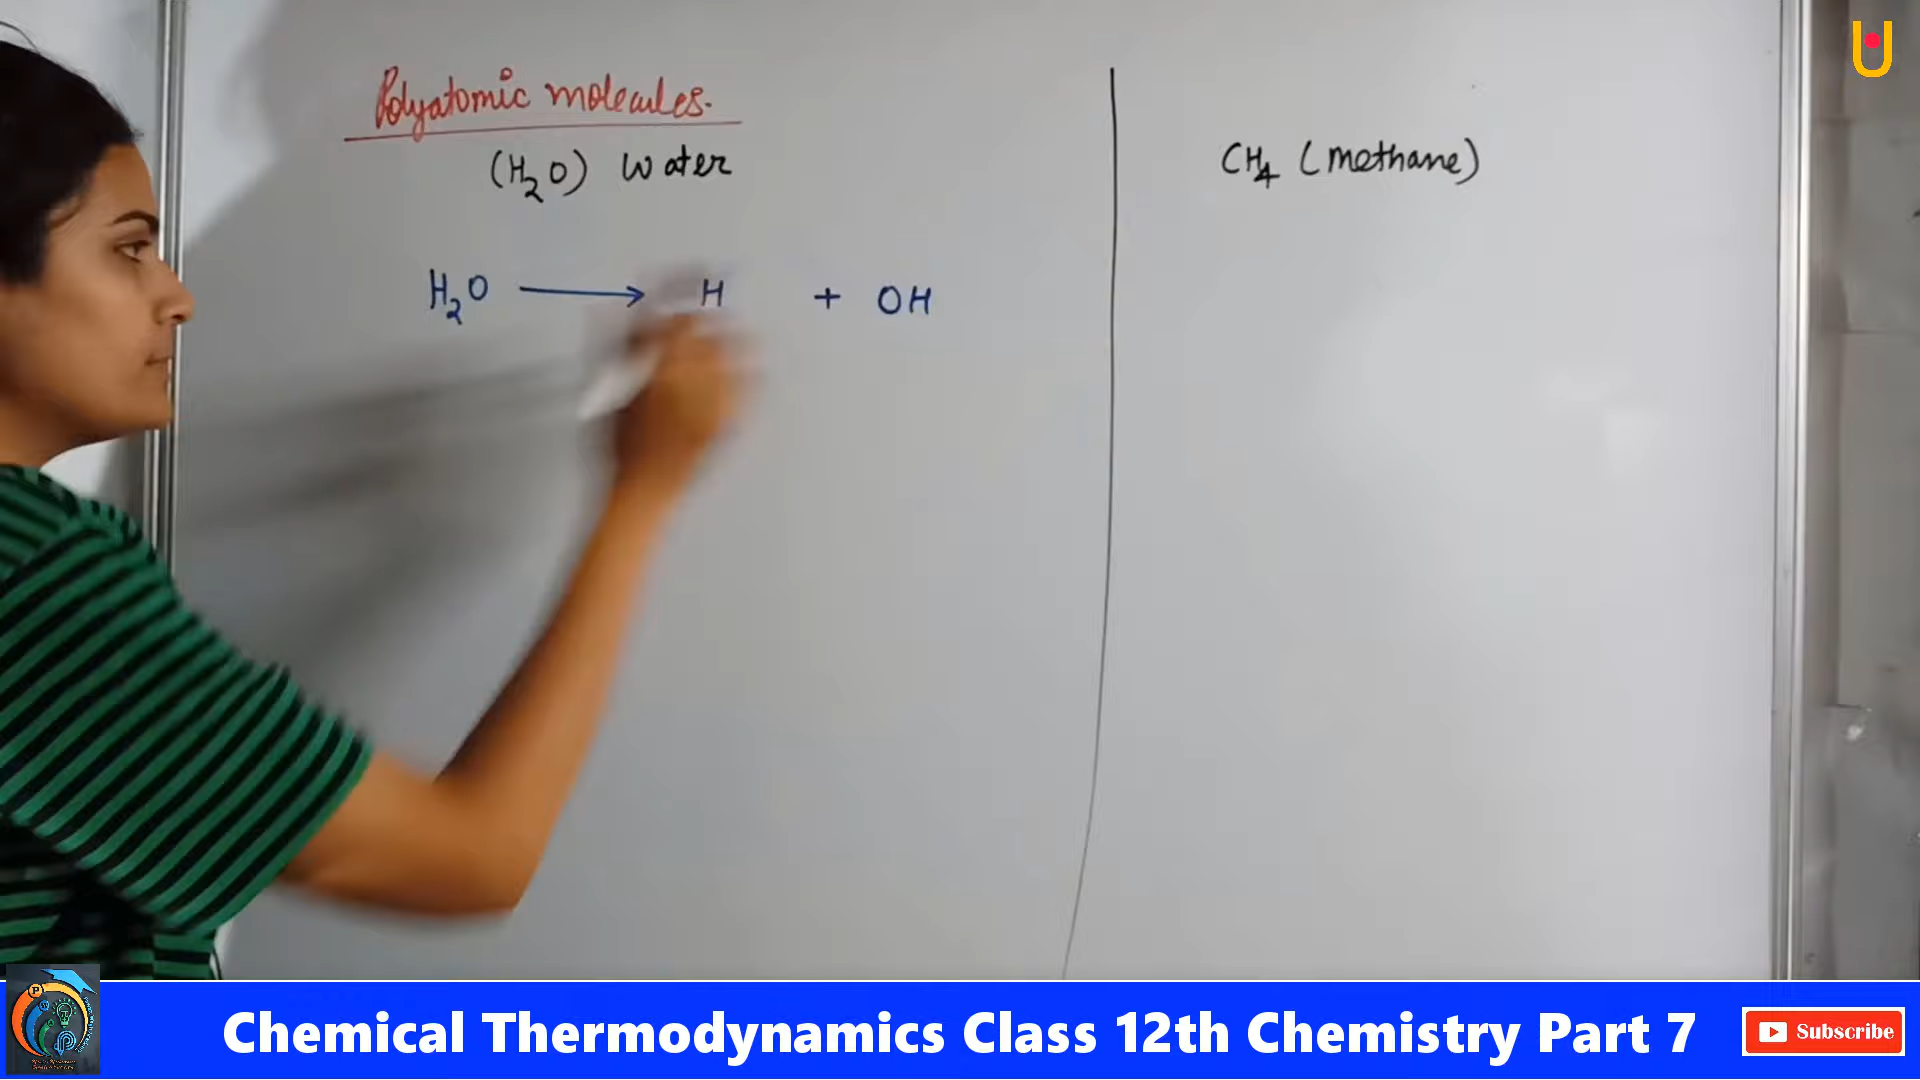 Polyatomic molecules.
(H₂O) Water
H₂O ⟶ H + OH
CH₄ (Methane)
Chemical Thermodynamics Class 12th Chemistry Part 7
Subscribe